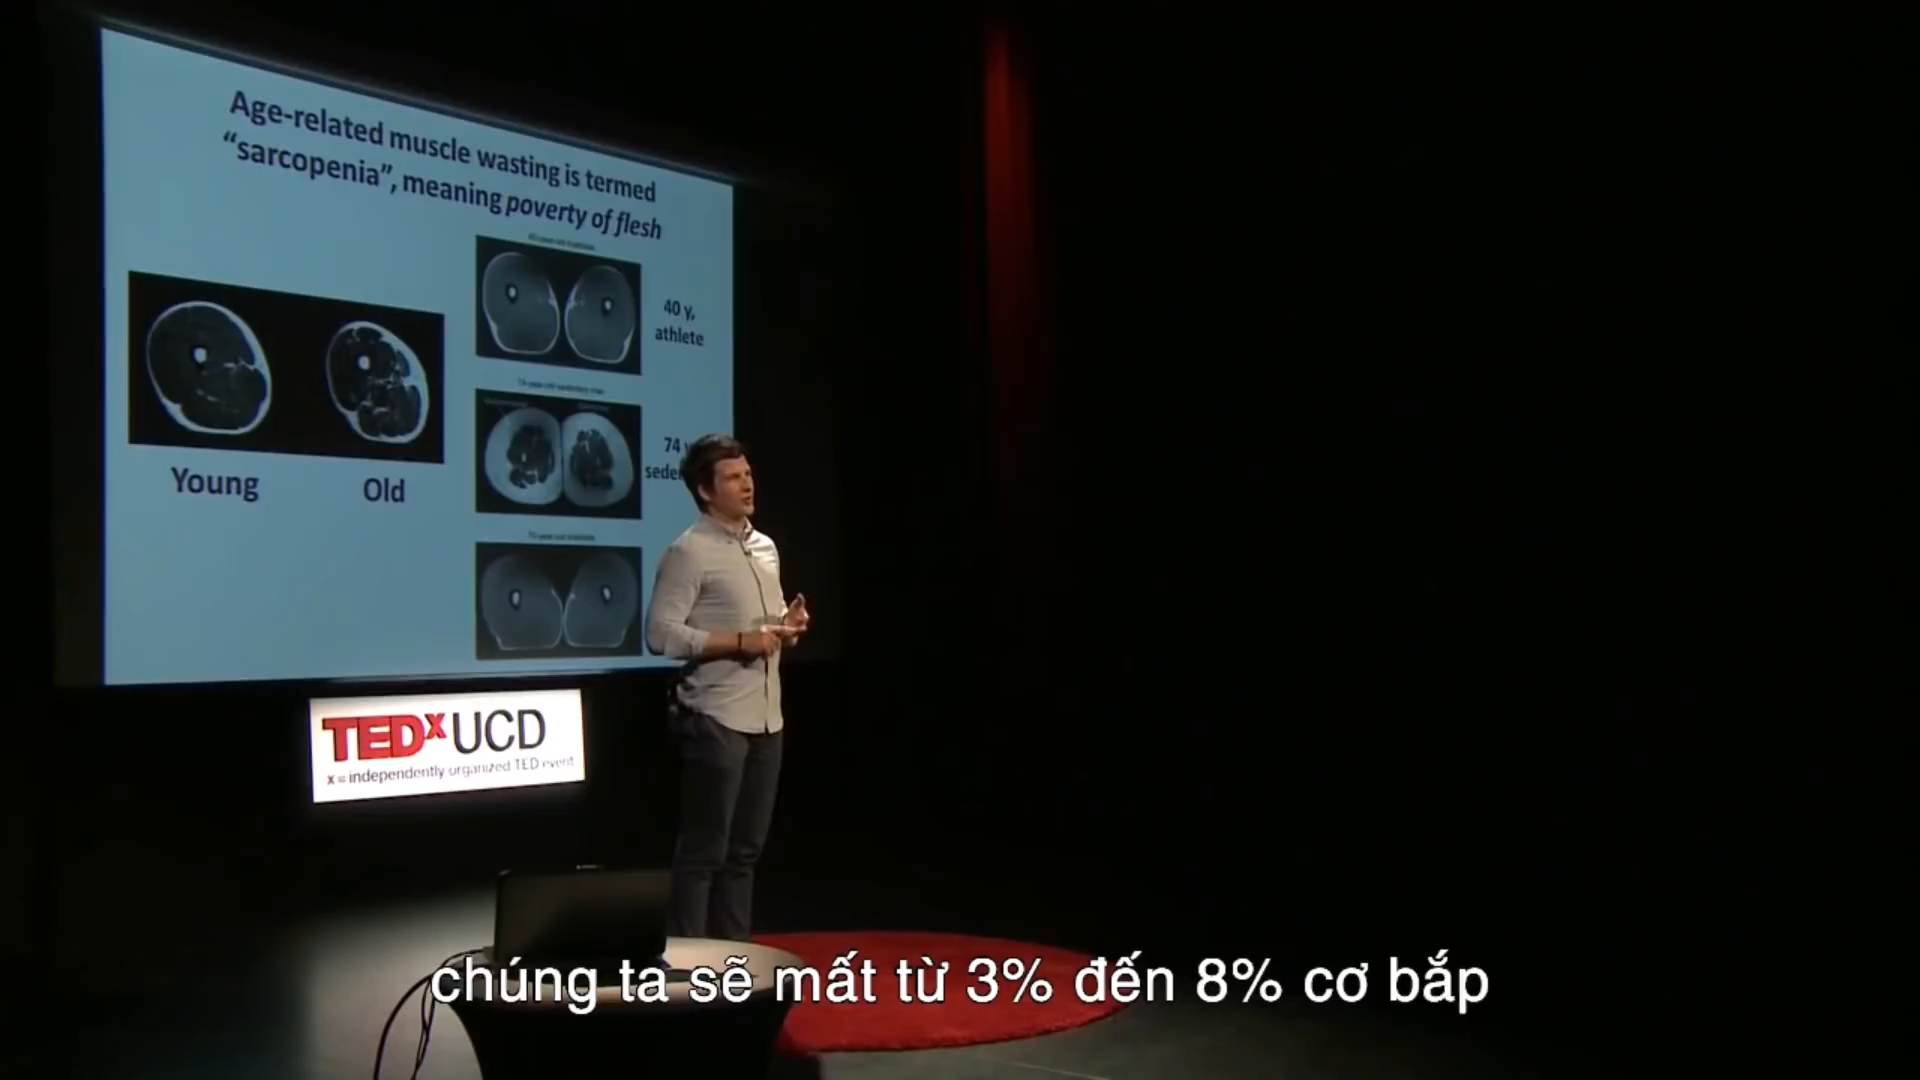 Age-related muscle wasting is termed
“sarcopenia”, meaning poverty of flesh
40 y,
athlete
74
Young
Old
TEDx UCD
x = independently organized TED event
chúng ta sẽ mất từ 3% đến 8% cơ bắp